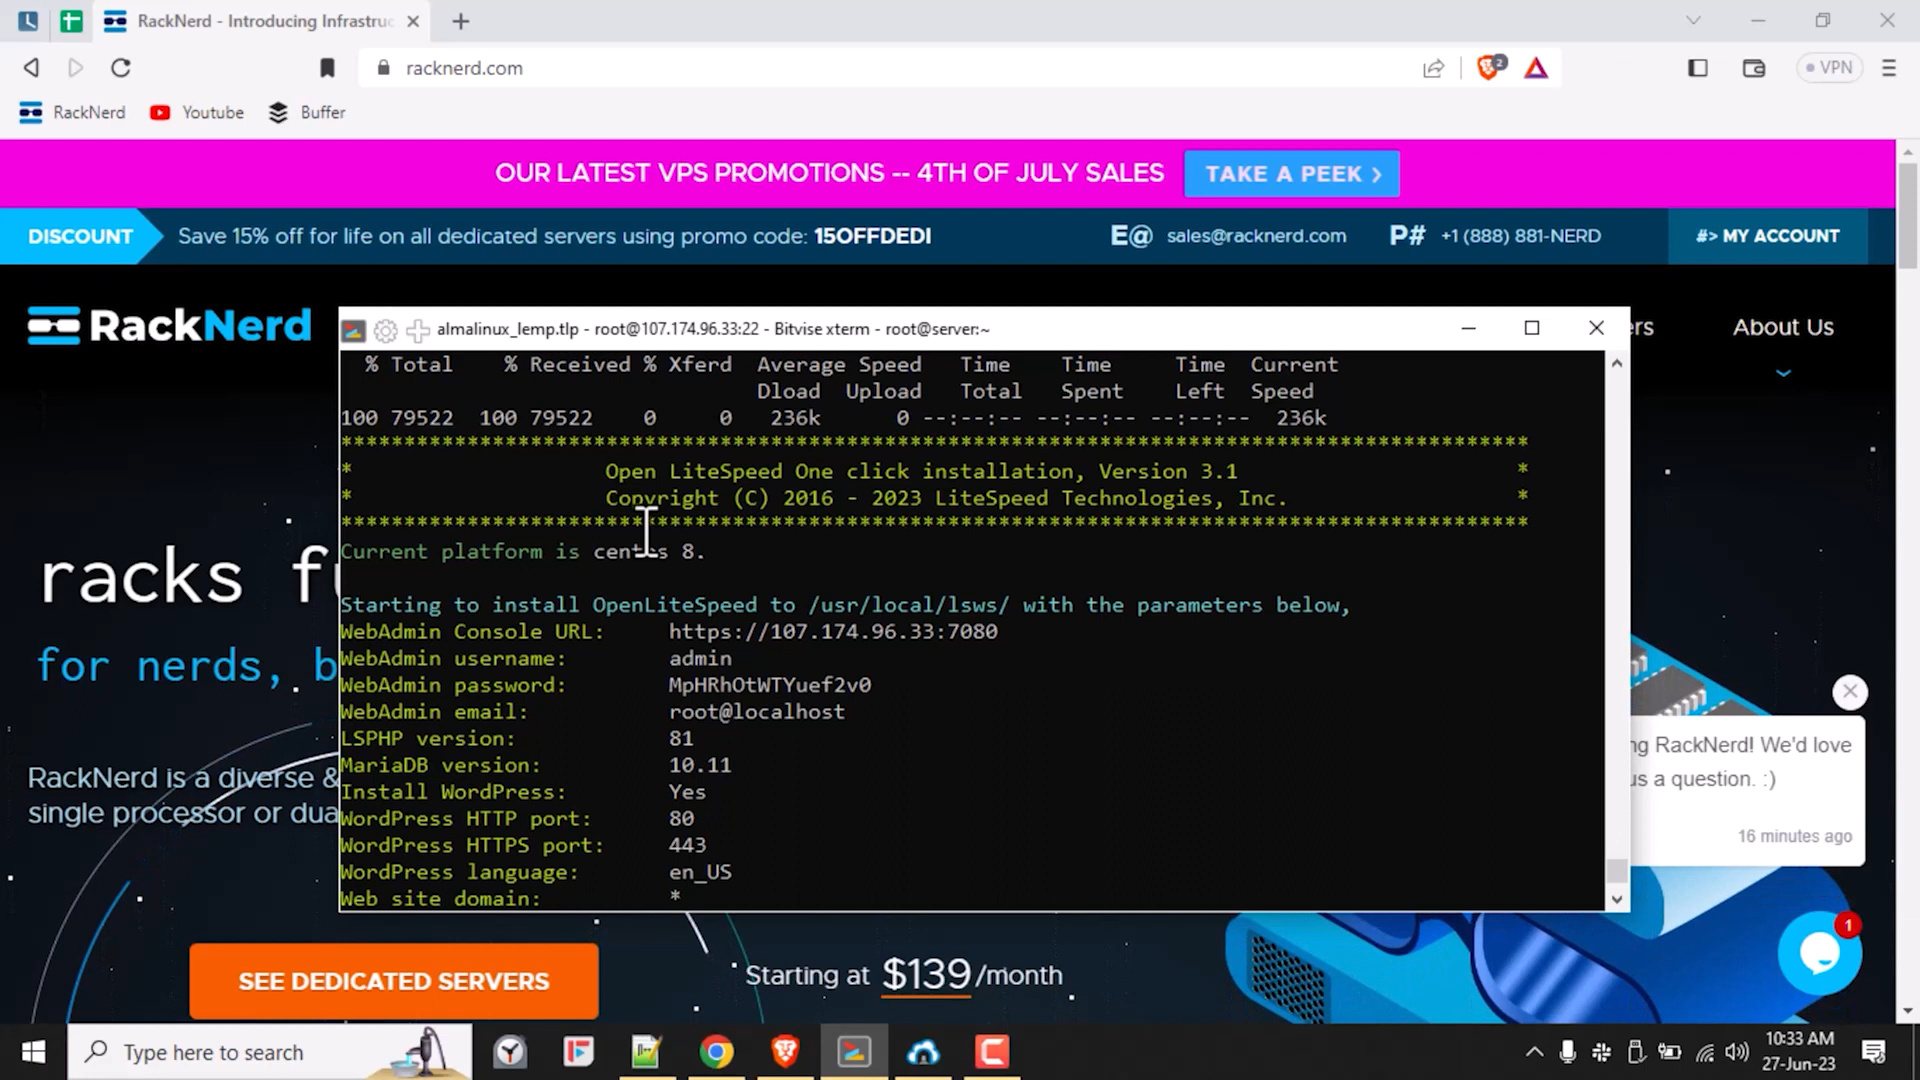 RackNerd - Introducing Infrastruc
racknerd.com
2
VPN
RackNerd
Youtube
Buffer
OUR LATEST VPS PROMOTIONS -- 4TH OF JULY SALES
TAKE A PEEK >
DISCOUNT
Save 15% off for life on all dedicated servers using promo code: 15OFFDEDI
E@ sales@racknerd.com
P# +1 (888) 881-NERD
#> MY ACCOUNT
RackNerd
About Us
almalinux_lemp.tlp - root@107.174.96.33:22 - Bitvise xterm - root@server:~
% Total % Received % Xferd Average Speed Time Time Time Current
Dload Upload Total Spent Left Speed
100 79522 100 79522 0 0 236k 0 --:--:-- --:--:-- --:--:-- 236k
* Open LiteSpeed One click installation, Version 3.1 *
* Copyright (C) 2016 - 2023 LiteSpeed Technologies, Inc. *
Current platform is centos 8.
Starting to install OpenLiteSpeed to /usr/local/lsws/ with the parameters below,
WebAdmin Console URL: https://107.174.96.33:7080
WebAdmin username: admin
WebAdmin password: MpHRhOtWTYuef2v0
WebAdmin email: root@localhost
LSPHP version: 81
MariaDB version: 10.11
Install WordPress: Yes
WordPress HTTP port: 80
WordPress HTTPS port: 443
WordPress language: en_US
Web site domain: *
racks
for nerds,
RackNerd is a diverse &
single processor or dua
RackNerd! We'd love
us a question. :)
16 minutes ago
1
SEE DEDICATED SERVERS
Starting at $139/month
Type here to search
10:33 AM
27-Jun-23